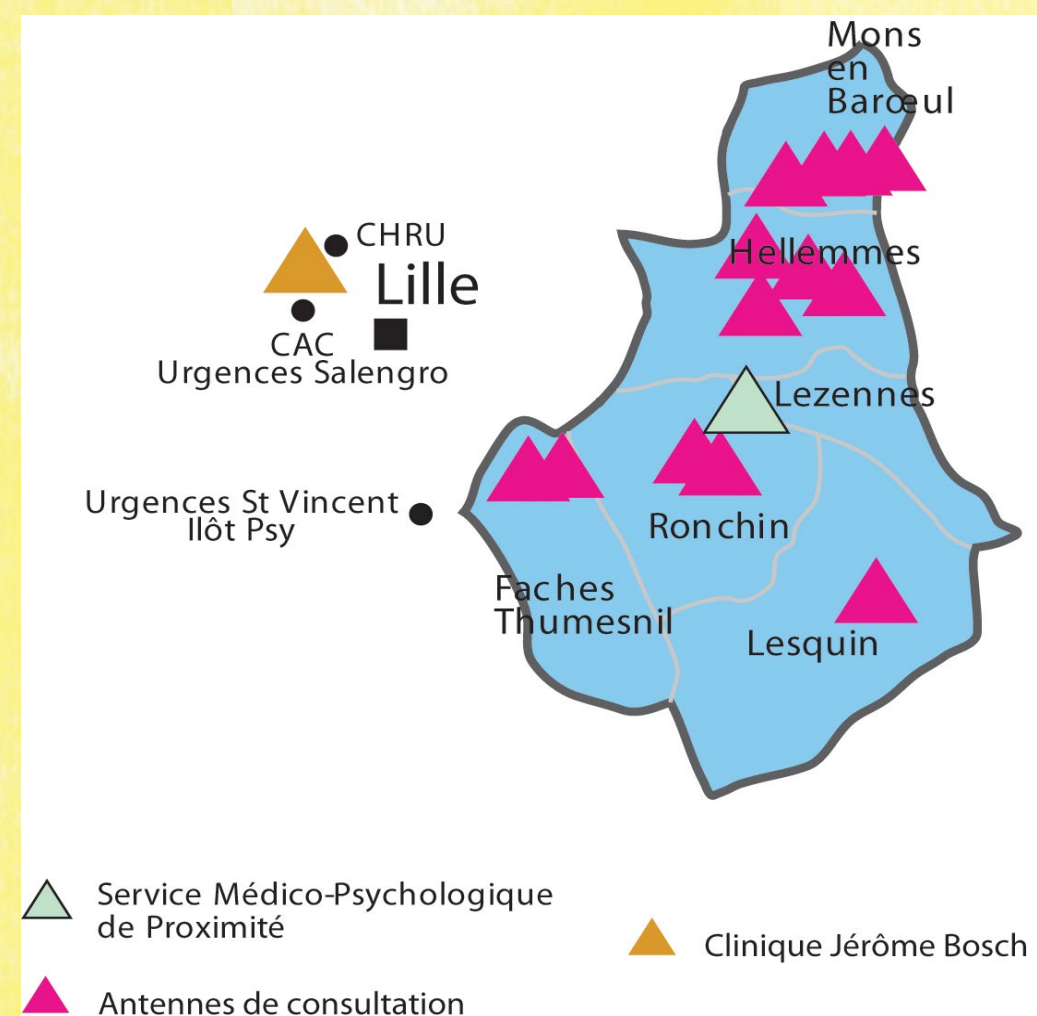 Mons
en
Barœul
CHRU
Hellemmes
Lille
CAC
Urgences Salengro
Lezennes
Urgences St Vincent
Ilôt Psy
Ronchin
Faches
Thumesnil
Lesquin
Service Médico-Psychologique
de Proximité
Clinique Jérôme Bosch
Antennes de consultation